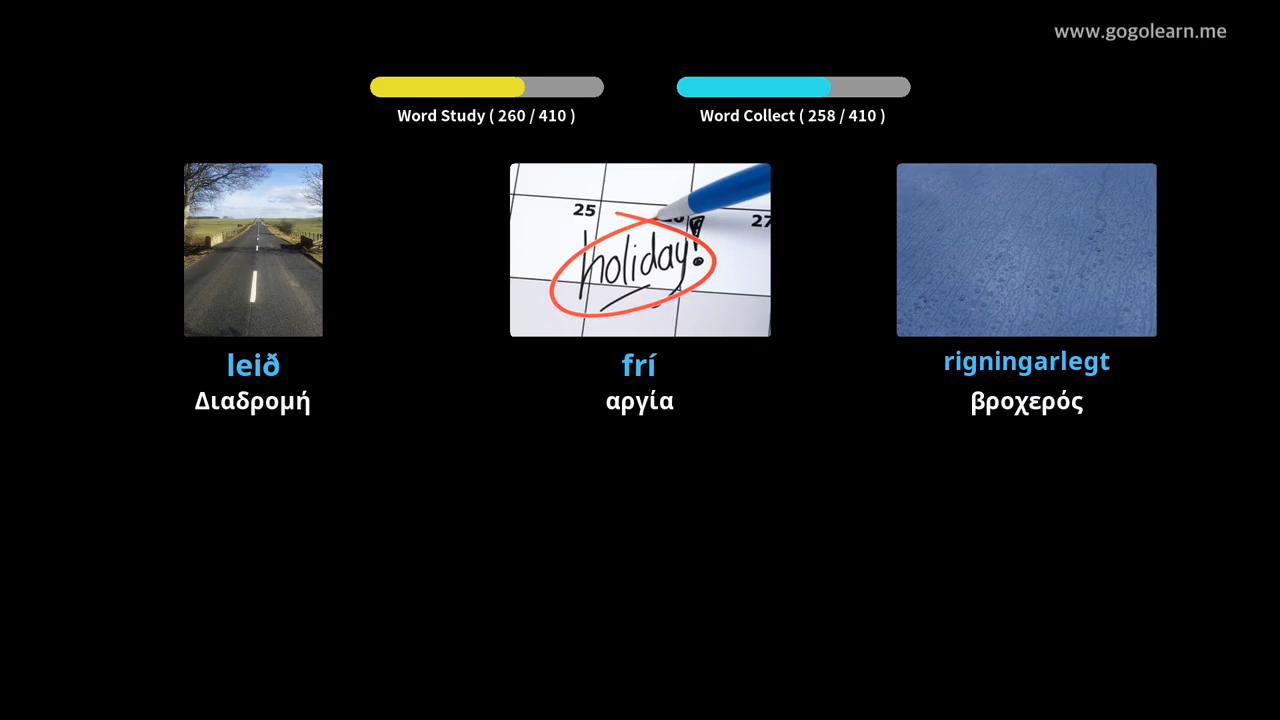 www.gogolearn.me
Word Study ( 260 / 410 )
Word Collect ( 258 / 410 )
25
27
holiday!
leið
frí
rigningarlegt
Διαδρομή
αργία
βροχερός